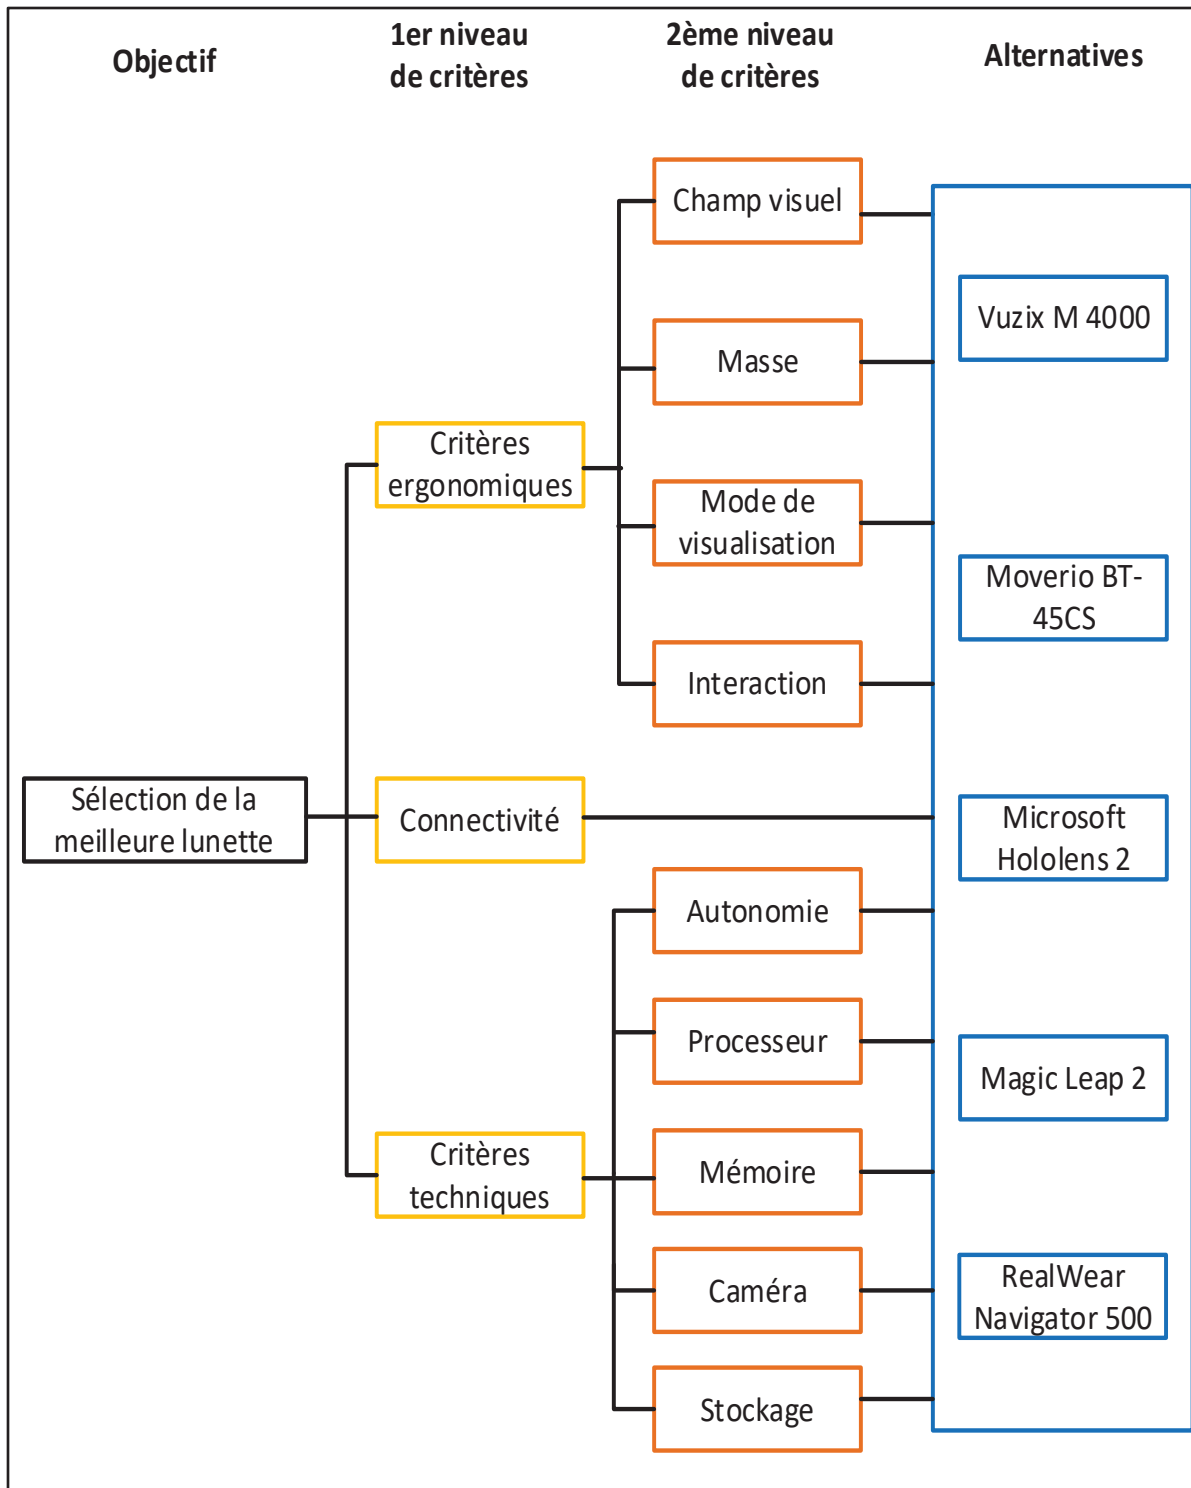 Objectif
1er niveau
de critères
2ème niveau
de critères
Alternatives
Champ visuel
Vuzix M 4000
Masse
Critères
ergonomiques
Mode de
visualisation
Moverio BT-
45CS
Interaction
Sélection de la
meilleure lunette
Connectivité
Microsoft
Hololens 2
Autonomie
Processeur
Magic Leap 2
Critères
techniques
Mémoire
Caméra
RealWear
Navigator 500
Stockage